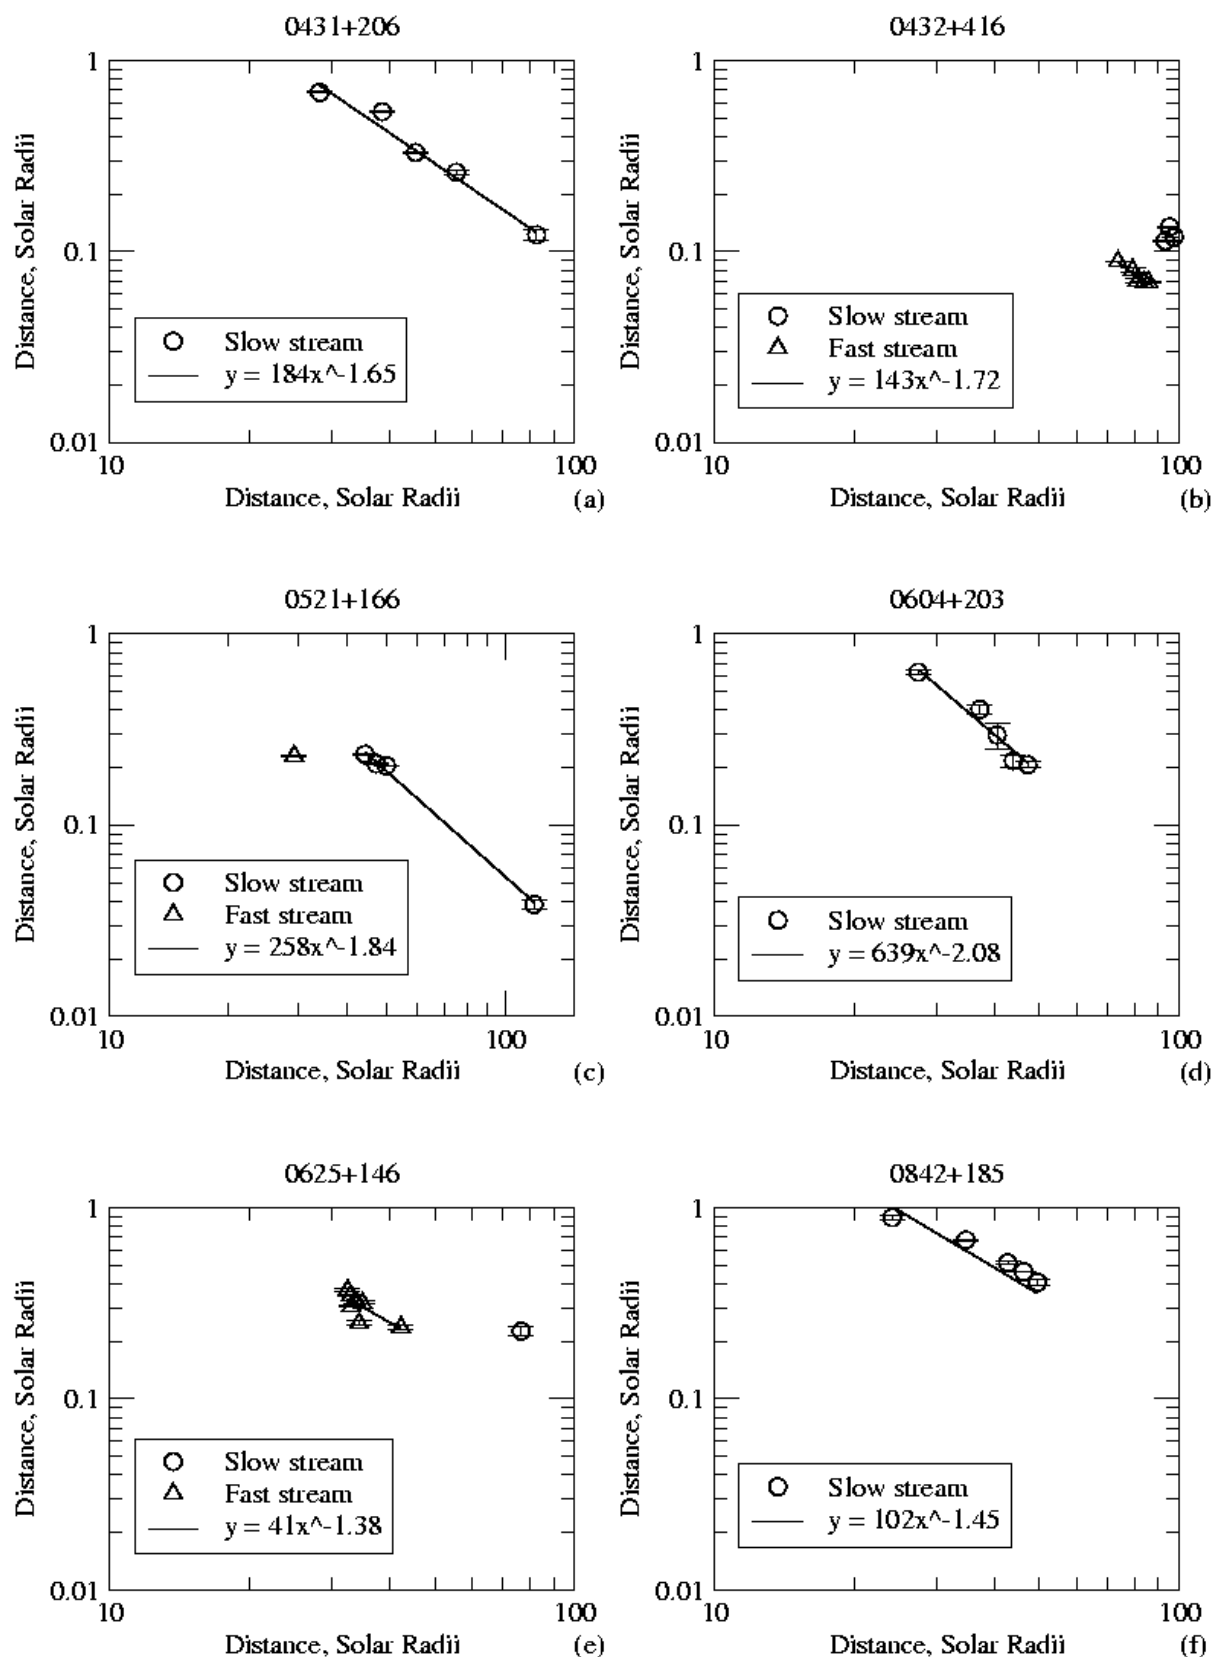 0431+206
1
0.1
0.01
Distance, Solar Radii
Slow stream
y = 184x^-1.65
10
100
Distance, Solar Radii
(a)
0432+416
1
0.1
0.01
Distance, Solar Radii
Slow stream
Fast stream
y = 143x^-1.72
10
100
Distance, Solar Radii
(b)
0521+166
1
0.1
0.01
Distance, Solar Radii
Slow stream
Fast stream
y = 258x^-1.84
10
100
Distance, Solar Radii
(c)
0604+203
1
0.1
0.01
Distance, Solar Radii
Slow stream
y = 639x^-2.08
10
100
Distance, Solar Radii
(d)
0625+146
1
0.1
0.01
Distance, Solar Radii
Slow stream
Fast stream
y = 41x^-1.38
10
100
Distance, Solar Radii
(e)
0842+185
1
0.1
0.01
Distance, Solar Radii
Slow stream
y = 102x^-1.45
10
100
Distance, Solar Radii
(f)